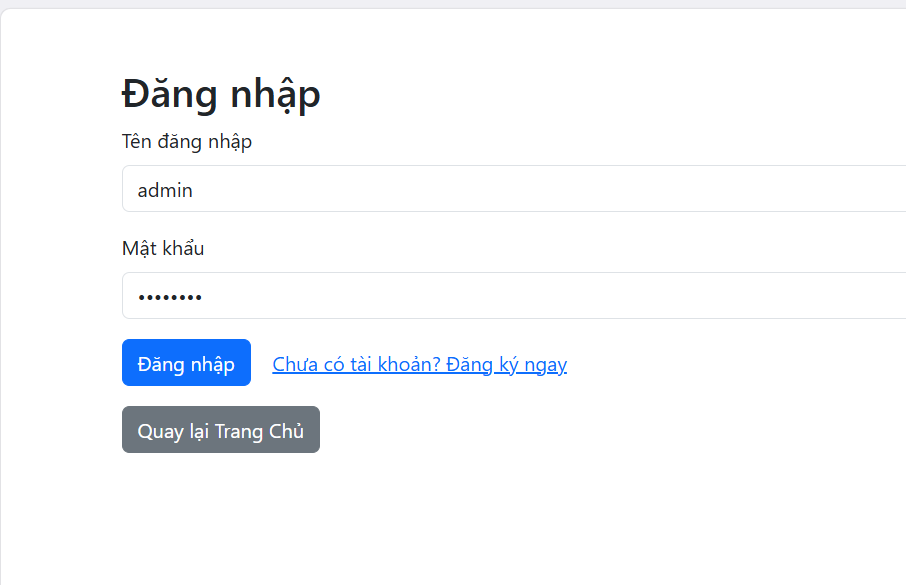 Đăng nhập
Tên đăng nhập
admin
Mật khẩu
••••••••
Đăng nhập Chưa có tài khoản? Đăng ký ngay
Quay lại Trang Chủ